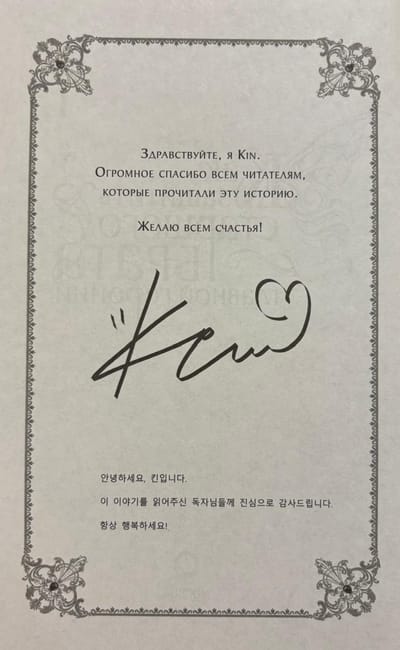 Здравствуйте, я Kin.
Огромное спасибо всем читателям,
которые прочитали эту историю.
Желаю всем счастья!
안녕하세요, 킨입니다.
이 이야기를 읽어주신 독자님들께 진심으로 감사드립니다.
항상 행복하세요!